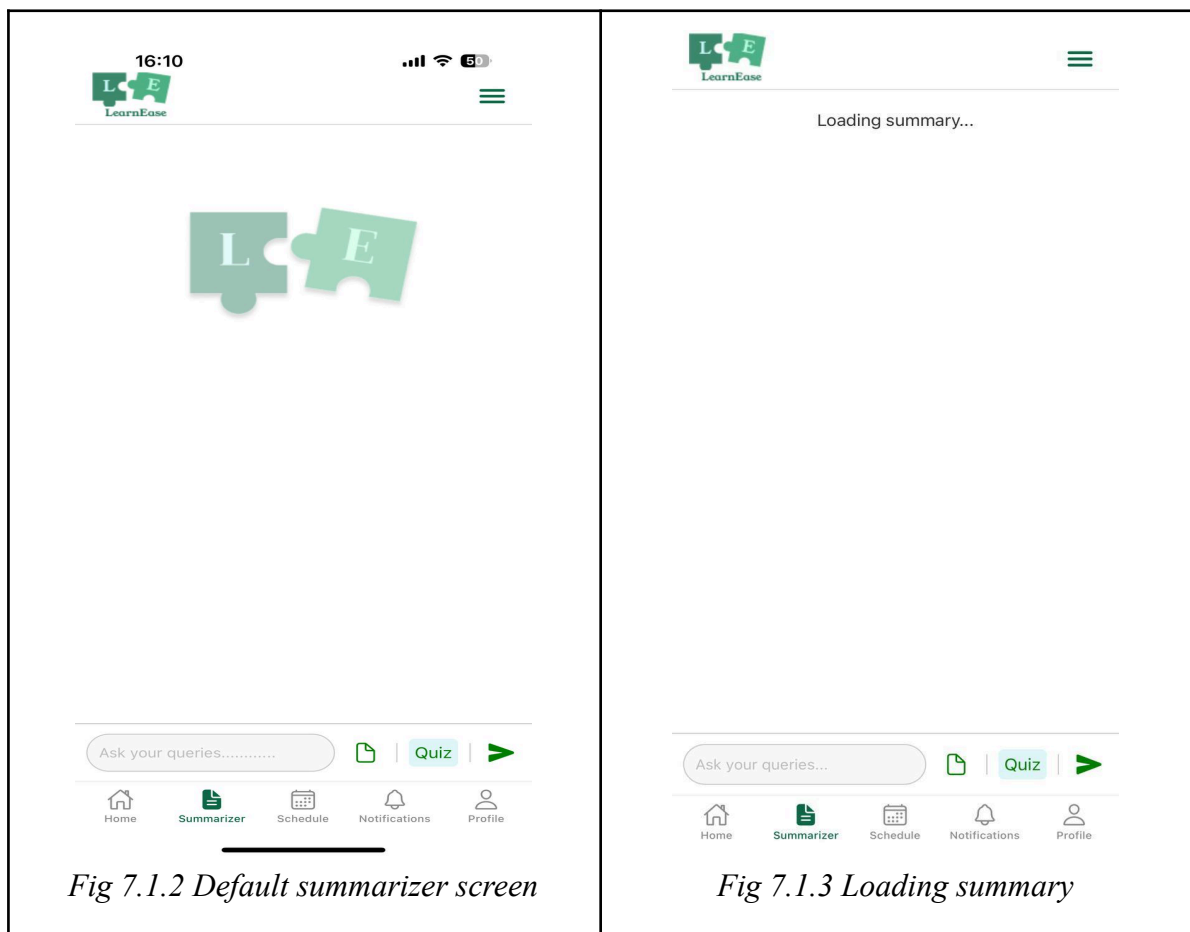 16:10
50
L E
LearnEase
L E
Ask your queries............
Quiz
Home
Summarizer
Schedule
Notifications
Profile
Fig 7.1.2 Default summarizer screen
L E
LearnEase
Loading summary...
Ask your queries...
Quiz
Home
Summarizer
Schedule
Notifications
Profile
Fig 7.1.3 Loading summary